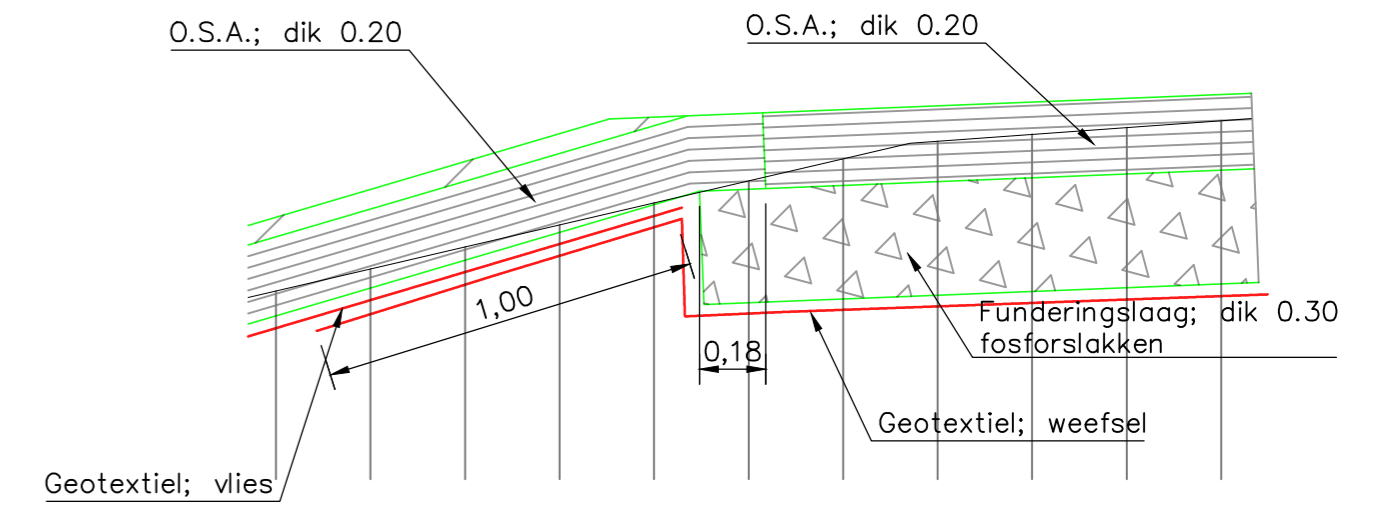 O.S.A.; dik 0.20
O.S.A.; dik 0.20
1,00
0,18
Funderingslaag; dik 0.30
fosforslakken
Geotextiel; weefsel
Geotextiel; vlies